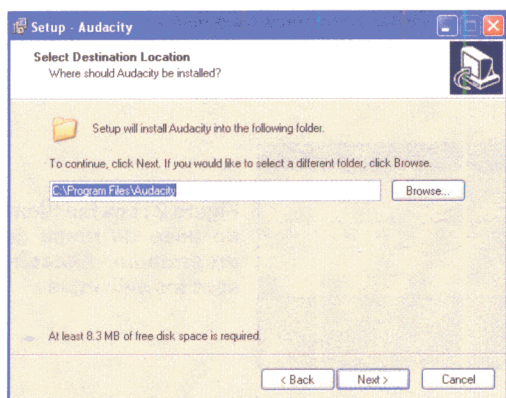 Setup - Audacity
Select Destination Location
Where should Audacity be installed?
Setup will install Audacity into the following folder.
To continue, click Next. If you would like to select a different folder, click Browse.
C:\Program Files\Audacity
Browse...
At least 8.3 MB of free disk space is required.
< Back
Next >
Cancel